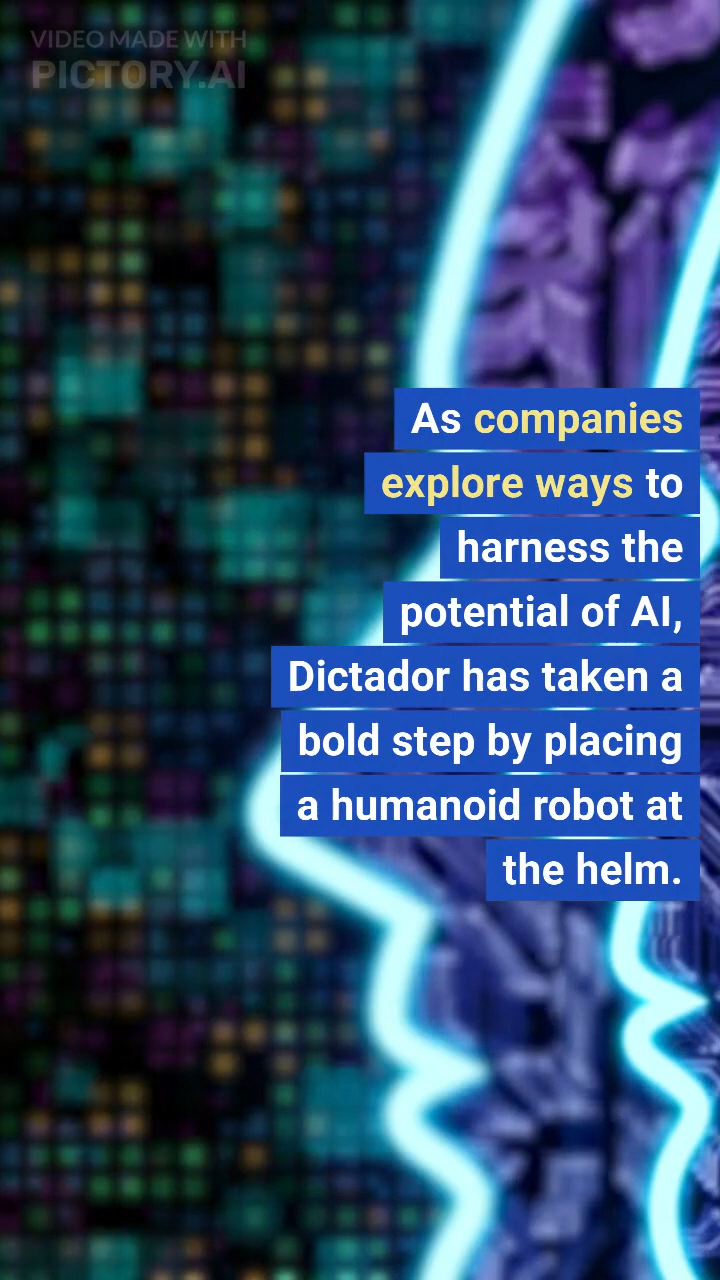 VIDEO MADE WITH
PICTORY.AI
As companies
explore ways to
harness the
potential of AI,
Dictador has taken a
bold step by placing
a humanoid robot at
the helm.